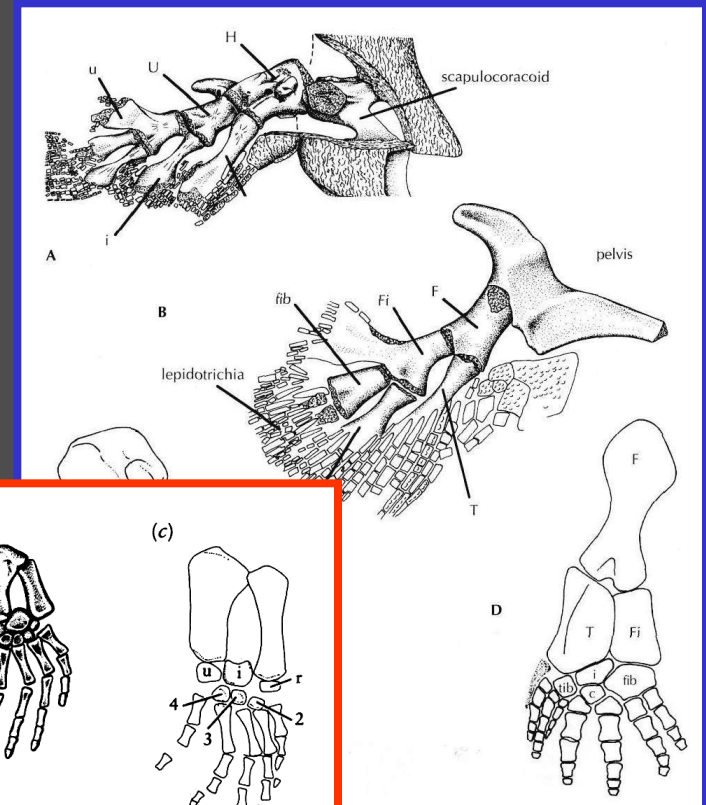 H
U
u
scapulocoracoid
i
A
pelvis
B
fib
Fi
F
lepidotrichia
T
F
D
T
Fi
i
fib
tib
c
(c)
u
i
r
4
3
2